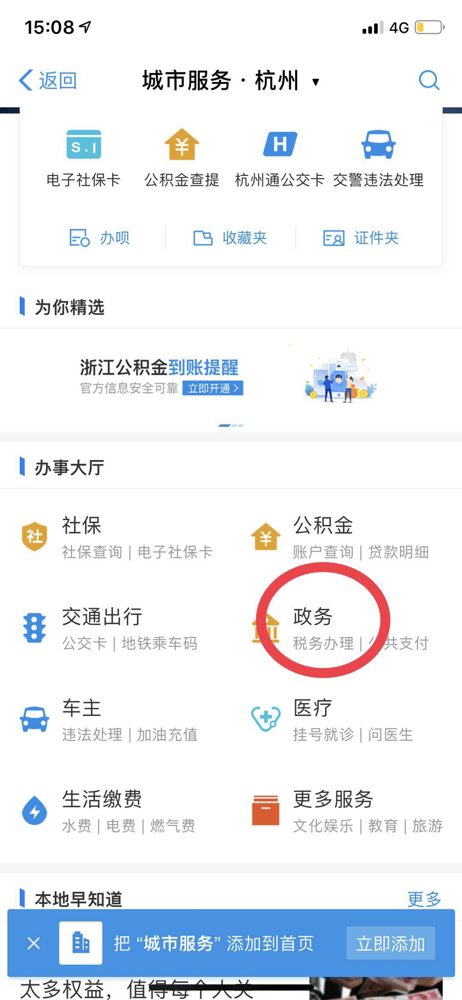 15:08 4G
返回 城市服务 · 杭州 ▼
S.I ¥ H
电子社保卡 公积金查提 杭州通公交卡 交警违法处理
办呗 收藏夹 证件夹
为你精选
浙江公积金到账提醒
官方信息安全可靠 立即开通 >
办事大厅
社 社保 ¥ 公积金
社保查询 | 电子社保卡 账户查询 | 贷款明细
交通出行 政务
公交卡 | 地铁乘车码 税务办理 | 公共支付
车主 医疗
违法处理 | 加油充值 挂号就诊 | 问医生
生活缴费 更多服务
水费 | 电费 | 燃气费 文化娱乐 | 教育 | 旅游
本地早知道 更多
把 “城市服务” 添加到首页 立即添加
太多权益，值得每个人关